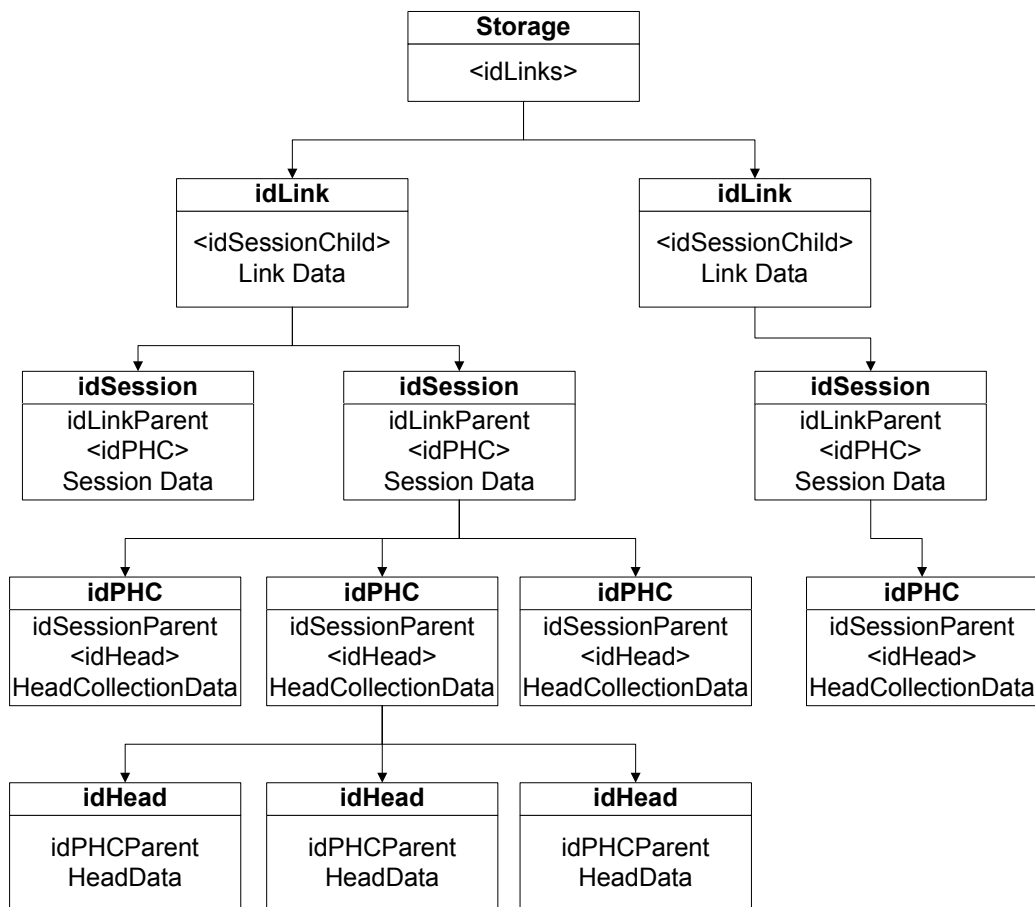 Storage
<idLinks>
idLink
<idSessionChild>
Link Data
idLink
<idSessionChild>
Link Data
idSession
idLinkParent
<idPHC>
Session Data
idSession
idLinkParent
<idPHC>
Session Data
idSession
idLinkParent
<idPHC>
Session Data
idPHC
idSessionParent
<idHead>
HeadCollectionData
idPHC
idSessionParent
<idHead>
HeadCollectionData
idPHC
idSessionParent
<idHead>
HeadCollectionData
idPHC
idSessionParent
<idHead>
HeadCollectionData
idHead
idPHCParent
HeadData
idHead
idPHCParent
HeadData
idHead
idPHCParent
HeadData